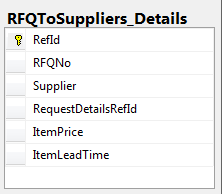 RFQToSuppliers_Details
RefId
RFQNo
Supplier
RequestDetailsRefId
ItemPrice
ItemLeadTime